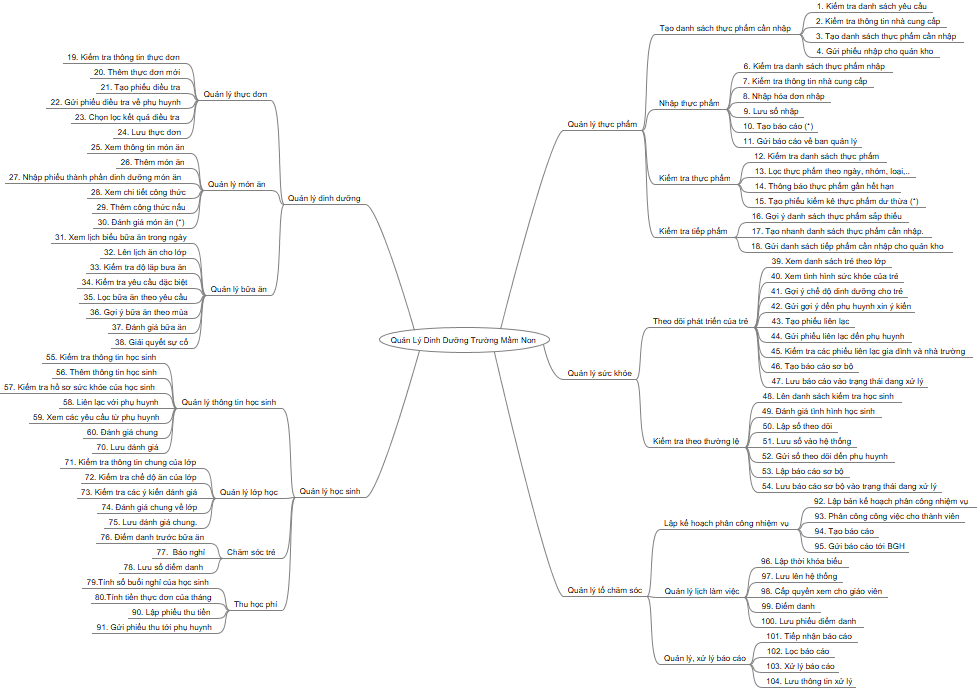 Quản Lý Dinh Dưỡng Trường Mầm Non
Quản lý thực phẩm
Tạo danh sách thực phẩm cần nhập
1. Kiểm tra danh sách yêu cầu
2. Kiểm tra thông tin nhà cung cấp
3. Tạo danh sách thực phẩm cần nhập
4. Gửi phiếu nhập cho quản kho
Nhập thực phẩm
6. Kiểm tra danh sách thực phẩm nhập
7. Kiểm tra thông tin nhà cung cấp
8. Nhập hóa đơn nhập
9. Lưu sổ nhập
10. Tạo báo cáo (*)
11. Gửi báo cáo về ban quản lý
Kiểm tra thực phẩm
12. Kiểm tra danh sách thực phẩm
13. Lọc thực phẩm theo ngày, nhóm, loại,..
14. Thông báo thực phẩm gần hết hạn
15. Tạo phiếu kiểm kê thực phẩm dư thừa (*)
Kiểm tra tiếp phẩm
16. Gợi ý danh sách thực phẩm sắp thiếu
17. Tạo nhanh danh sách thực phẩm cần nhập.
18. Gửi danh sách tiếp phẩm cần nhập cho quản kho
Quản lý sức khỏe
Theo dõi phát triển của trẻ
39. Xem danh sách trẻ theo lớp
40. Xem tình hình sức khỏe của trẻ
41. Gợi ý chế độ dinh dưỡng cho trẻ
42. Gửi gợi ý đến phụ huynh xin ý kiến
43. Tạo phiếu liên lạc
44. Gửi phiếu liên lạc đến phụ huynh
45. Kiểm tra các phiếu liên lạc gia đình và nhà trường
46. Tạo báo cáo sơ bộ
47. Lưu báo cáo vào trạng thái đang xử lý
Kiểm tra theo thường lệ
48. Lên danh sách kiểm tra học sinh
49. Đánh giá tình hình học sinh
50. Lập sổ theo dõi
51. Lưu sổ vào hệ thống
52. Gửi sổ theo dõi đến phụ huynh
53. Lập báo cáo sơ bộ
54. Lưu báo cáo sơ bộ vào trạng thái đang xử lý
Quản lý tổ chăm sóc
Lập kế hoạch phân công nhiệm vụ
92. Lập bản kế hoạch phân công nhiệm vụ
93. Phân công công việc cho thành viên
94. Tạo báo cáo
95. Gửi báo cáo tới BGH
Quản lý lịch làm việc
96. Lập thời khóa biểu
97. Lưu lên hệ thống
98. Cấp quyền xem cho giáo viên
99. Điểm danh
100. Lưu phiếu điểm danh
Quản lý, xử lý báo cáo
101. Tiếp nhận báo cáo
102. Lọc báo cáo
103. Xử lý báo cáo
104. Lưu thông tin xử lý
Quản lý dinh dưỡng
Quản lý thực đơn
19. Kiểm tra thông tin thực đơn
20. Thêm thực đơn mới
21. Tạo phiếu điều tra
22. Gửi phiếu điều tra về phụ huynh
23. Chọn lọc kết quả điều tra
24. Lưu thực đơn
Quản lý món ăn
25. Xem thông tin món ăn
26. Thêm món ăn
27. Nhập phiếu thành phần dinh dưỡng món ăn
28. Xem chi tiết công thức
29. Thêm công thức nấu
30. Đánh giá món ăn (*)
Quản lý bữa ăn
31. Xem lịch biểu bữa ăn trong ngày
32. Lên lịch ăn cho lớp
33. Kiểm tra độ lặp bưa ăn
34. Kiểm tra yêu cầu đặc biệt
35. Lọc bữa ăn theo yêu cầu
36. Gợi ý bữa ăn theo mùa
37. Đánh giá bữa ăn
38. Giải quyết sự cố
Quản lý học sinh
Quản lý thông tin học sinh
55. Kiểm tra thông tin học sinh
56. Thêm thông tin học sinh
57. Kiểm tra hồ sơ sức khỏe của học sinh
58. Liên lạc với phụ huynh
59. Xem các yêu cầu từ phụ huynh
60. Đánh giá chung
70. Lưu đánh giá
Quản lý lớp học
71. Kiểm tra thông tin chung của lớp
72. Kiểm tra chế độ ăn của lớp
73. Kiểm tra các ý kiến đánh giá
74. Đánh giá chung về lớp
75. Lưu đánh giá chung.
Chăm sóc trẻ
76. Điểm danh trước bữa ăn
77. Báo nghỉ
78. Lưu sổ điểm danh
Thu học phí
79.Tính số buổi nghỉ của học sinh
80.Tính tiền thực đơn của tháng
90. Lập phiếu thu tiền
91. Gửi phiếu thu tới phụ huynh